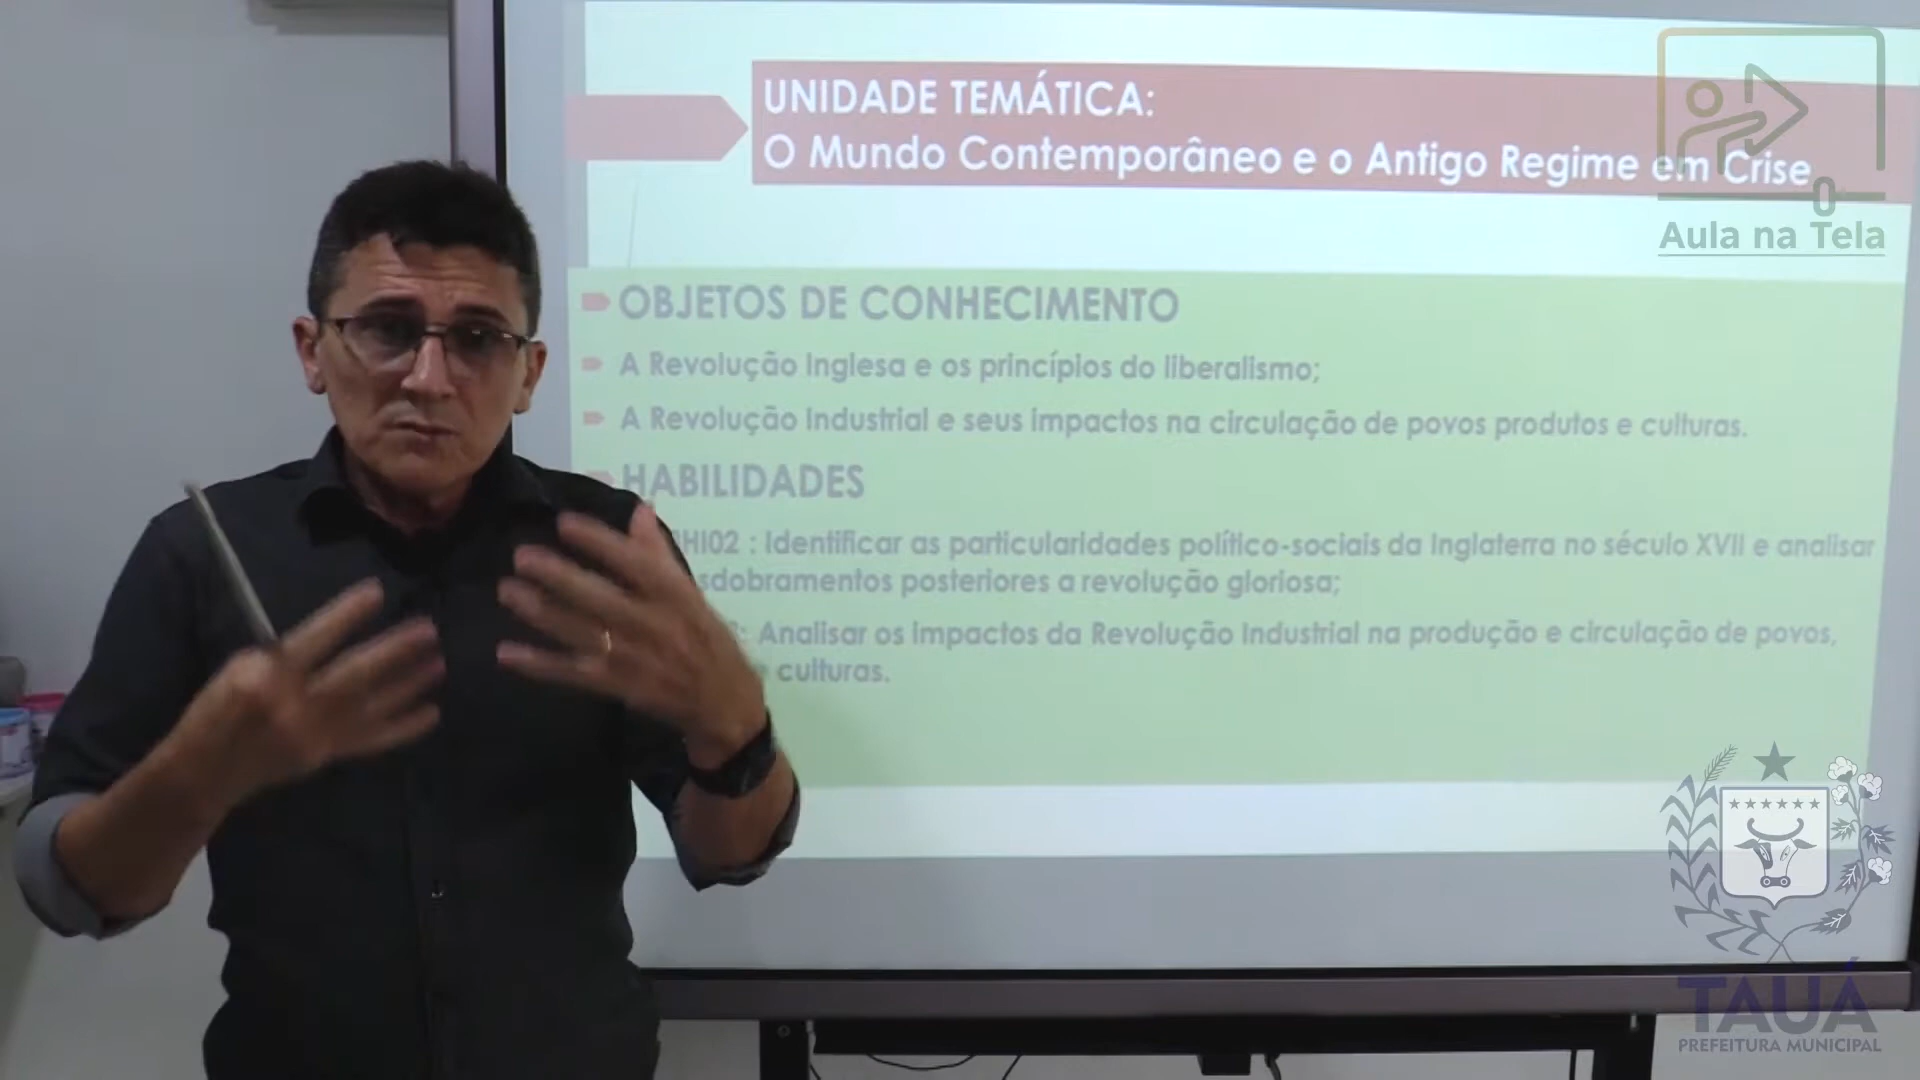 UNIDADE TEMÁTICA:
O Mundo Contemporâneo e o Antigo Regime em Crise
Aula na Tela
OBJETOS DE CONHECIMENTO
A Revolução Inglesa e os princípios do liberalismo;
A Revolução Industrial e seus impactos na circulação de povos produtos e culturas.
HABILIDADES
HI02 : Identificar as particularidades político-sociais da Inglaterra no século XVII e analisar
sdobramentos posteriores a revolução gloriosa;
: Analisar os impactos da Revolução Industrial na produção e circulação de povos,
e culturas.
TAUÁ
PREFEITURA MUNICIPAL